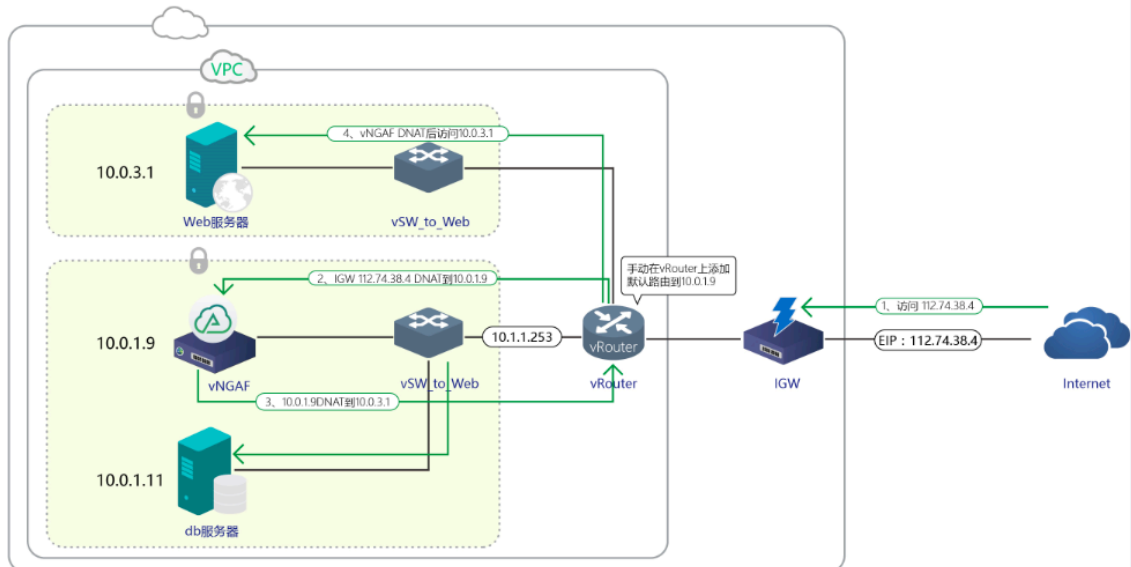 VPC
4、vNGAF DNAT后访问10.0.3.1
10.0.3.1
Web服务器
vSW_to_Web
2、IGW 112.74.38.4 DNAT到10.0.1.9
手动在vRouter上添加
默认路由到10.0.1.9
1、访问 112.74.38.4
10.0.1.9
10.1.1.253
vRouter
EIP：112.74.38.4
vNGAF
vSW_to_Web
vRouter
IGW
Internet
3、10.0.1.9DNAT到10.0.3.1
10.0.1.11
db服务器